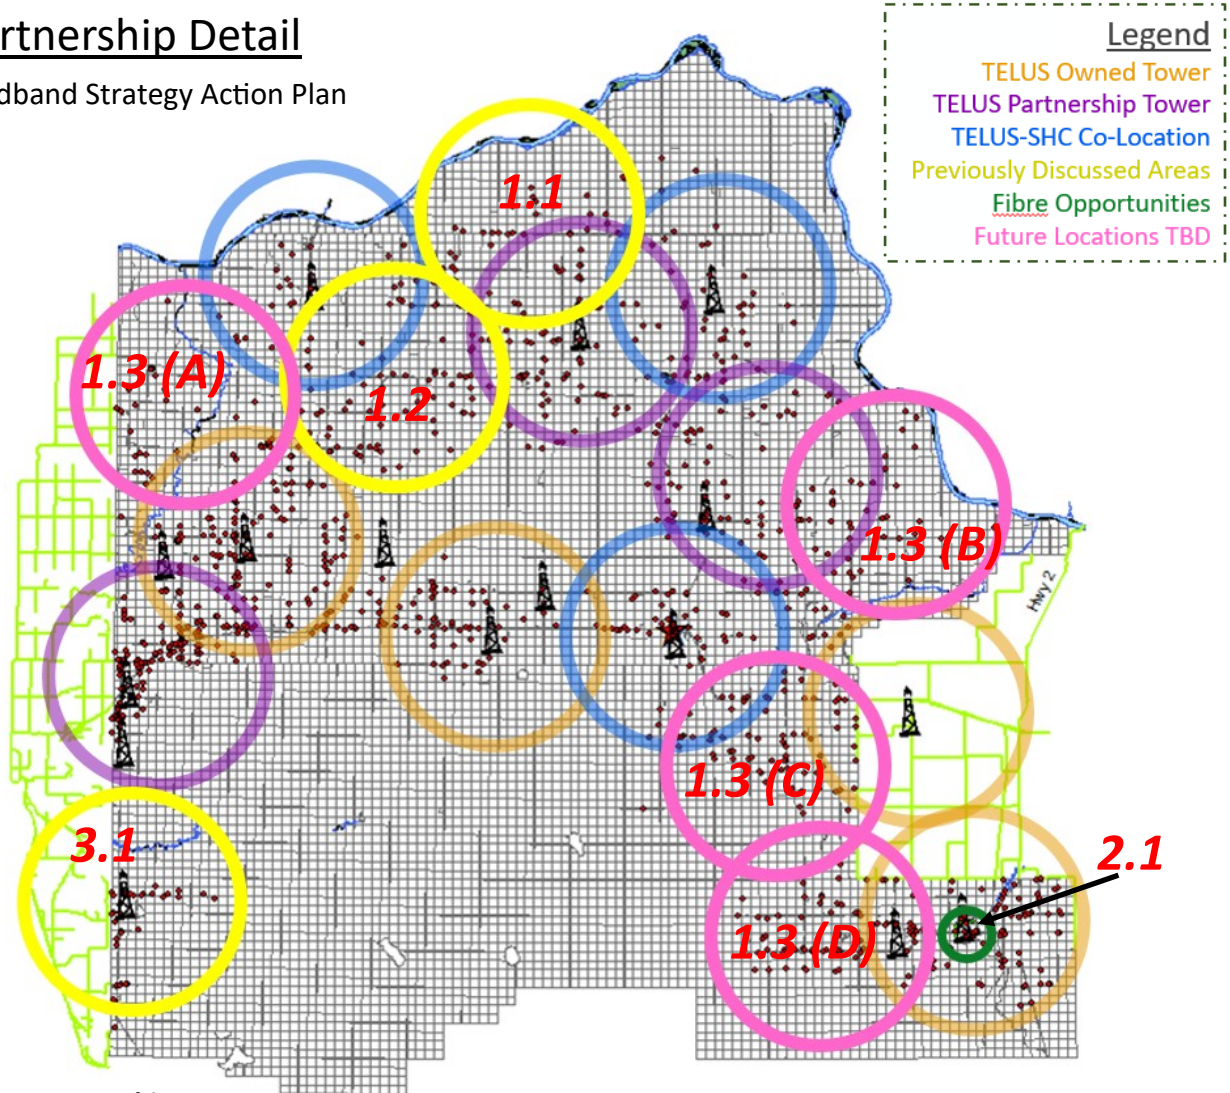 rtnership Detail
dband Strategy Action Plan
Legend
TELUS Owned Tower
TELUS Partnership Tower
TELUS-SHC Co-Location
Previously Discussed Areas
Fibre Opportunities
Future Locations TBD
1.1
1.3 (A)
1.2
1.3 (B)
Hwy 2
1.3 (C)
3.1
2.1
1.3 (D)